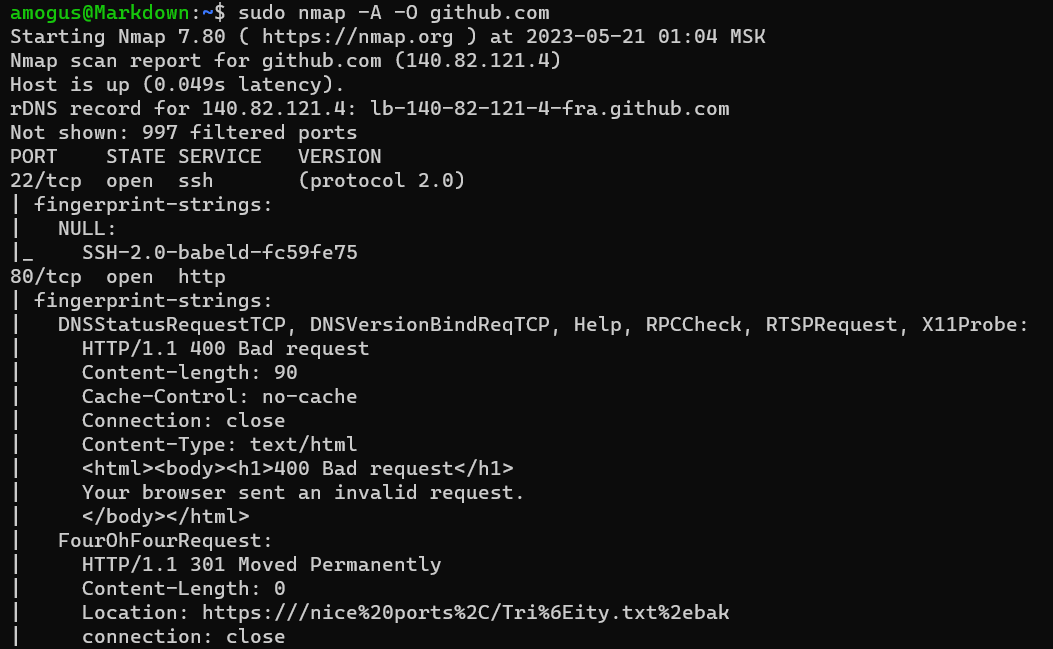 amogus@Markdown:~$ sudo nmap -A -O github.com
Starting Nmap 7.80 ( https://nmap.org ) at 2023-05-21 01:04 MSK
Nmap scan report for github.com (140.82.121.4)
Host is up (0.049s latency).
rDNS record for 140.82.121.4: lb-140-82-121-4-fra.github.com
Not shown: 997 filtered ports
PORT    STATE SERVICE   VERSION
22/tcp  open  ssh       (protocol 2.0)
| fingerprint-strings:
|   NULL:
|_    SSH-2.0-babeld-fc59fe75
80/tcp  open  http
| fingerprint-strings:
|   DNSStatusRequestTCP, DNSVersionBindReqTCP, Help, RPCCheck, RTSPRequest, X11Probe:
|     HTTP/1.1 400 Bad request
|     Content-length: 90
|     Cache-Control: no-cache
|     Connection: close
|     Content-Type: text/html
|     <html><body><h1>400 Bad request</h1>
|     Your browser sent an invalid request.
|     </body></html>
|   FourOhFourRequest:
|     HTTP/1.1 301 Moved Permanently
|     Content-Length: 0
|     Location: https:///nice%20ports%2C/Tri%6Eity.txt%2ebak
|     connection: close